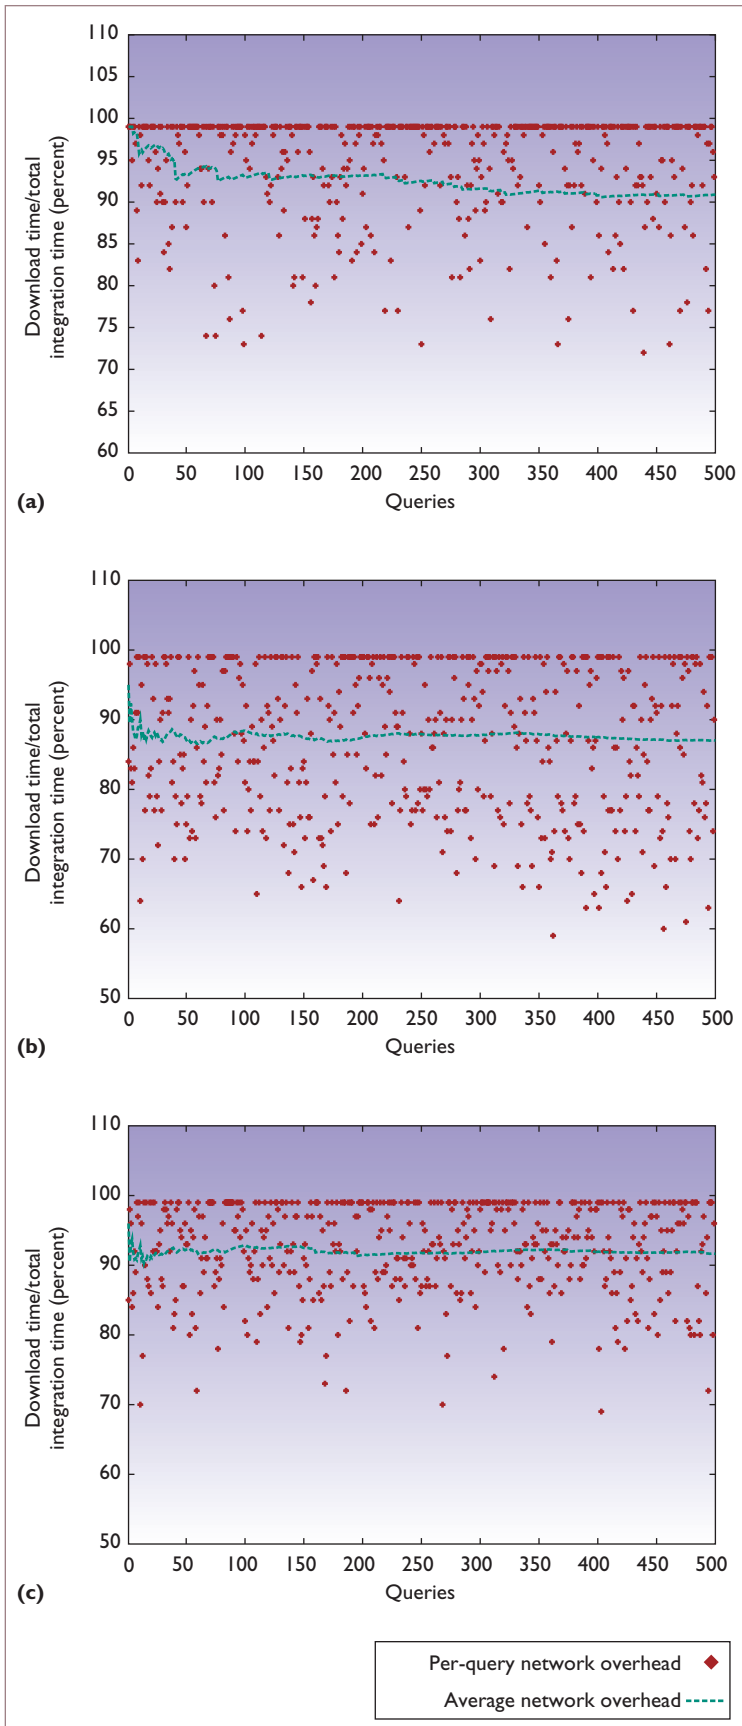 110
105
100
95
90
85
80
75
70
65
60
Download time/total
integration time (percent)
0 50 100 150 200 250 300 350 400 450 500
Queries
(a)
110
100
90
80
70
60
50
Download time/total
integration time (percent)
0 50 100 150 200 250 300 350 400 450 500
Queries
(b)
110
100
90
80
70
60
50
Download time/total
integration time (percent)
0 50 100 150 200 250 300 350 400 450 500
Queries
(c)
Per-query network overhead
Average network overhead